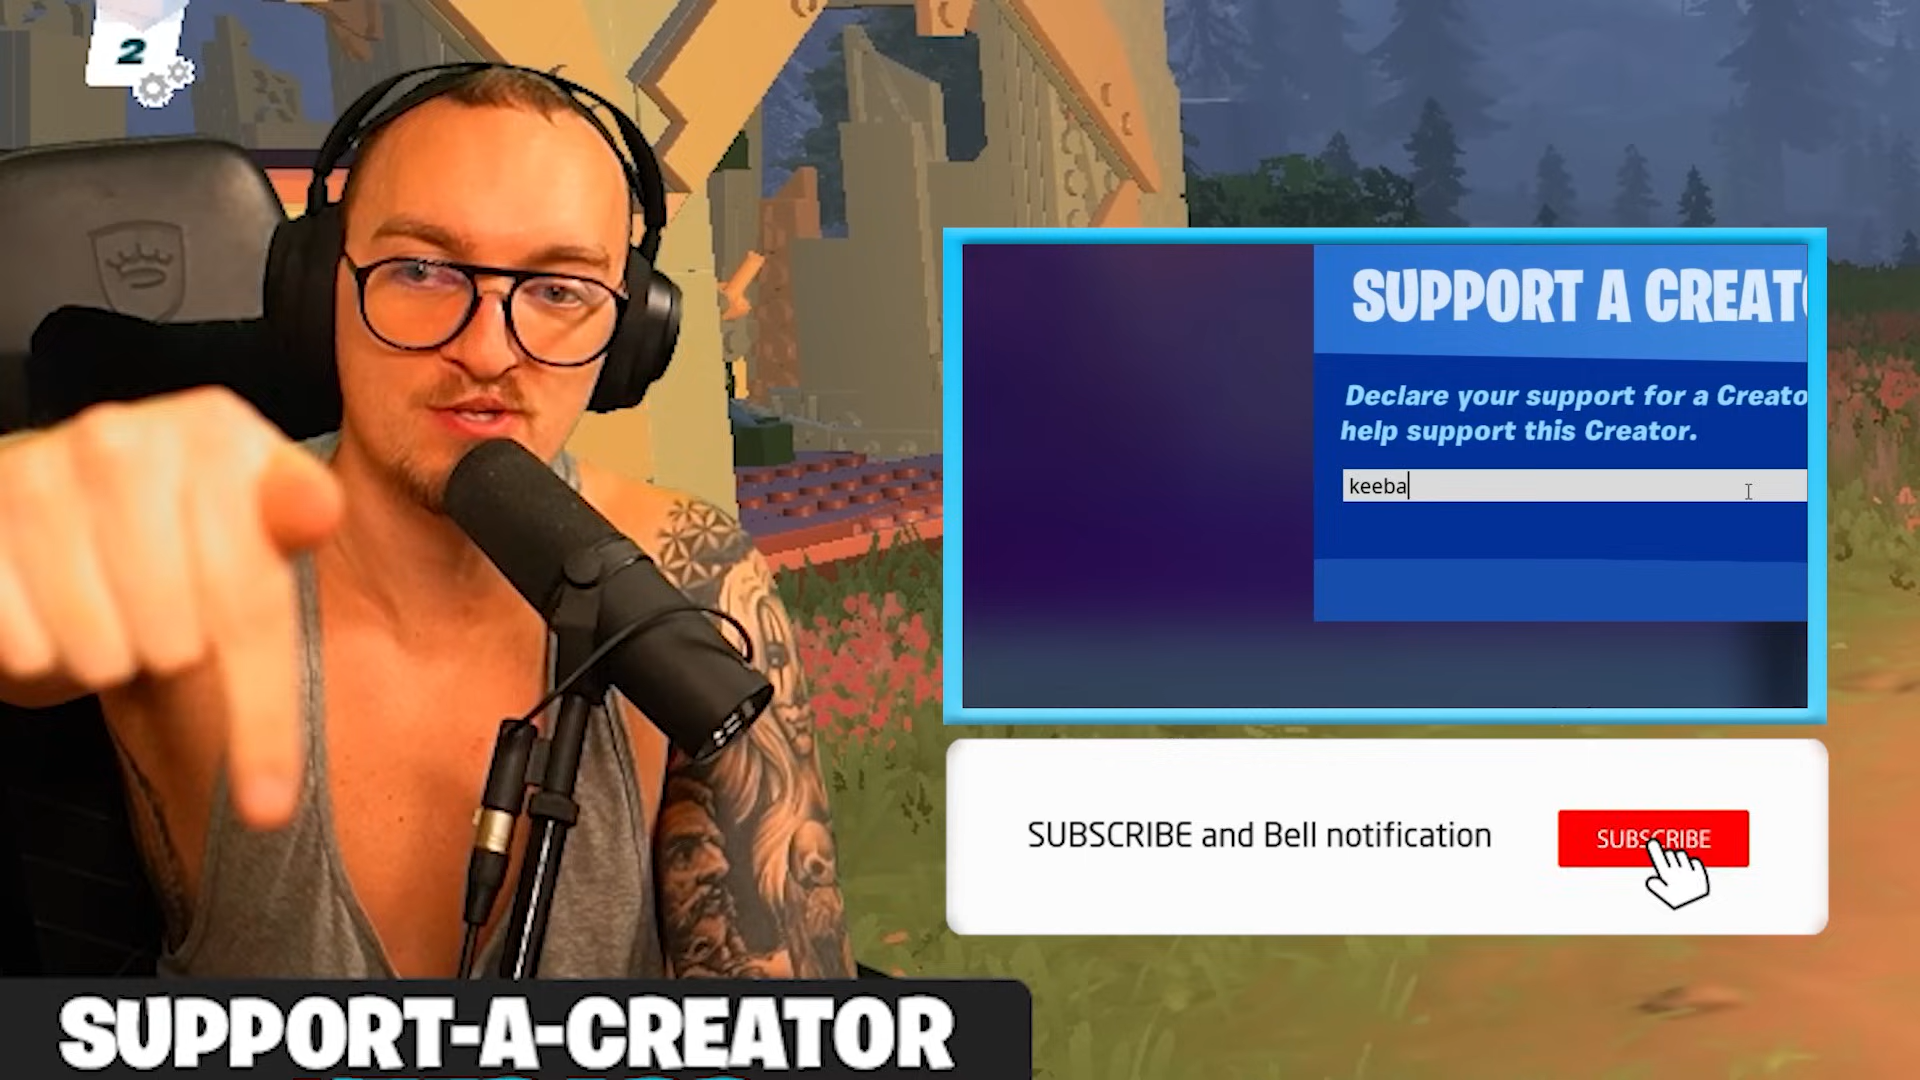 2
SUPPORT A CREATO
Declare your support for a Creato
help support this Creator.
keeba
SUBSCRIBE and Bell notification
SUBSCRIBE
SUPPORT-A-CREATOR